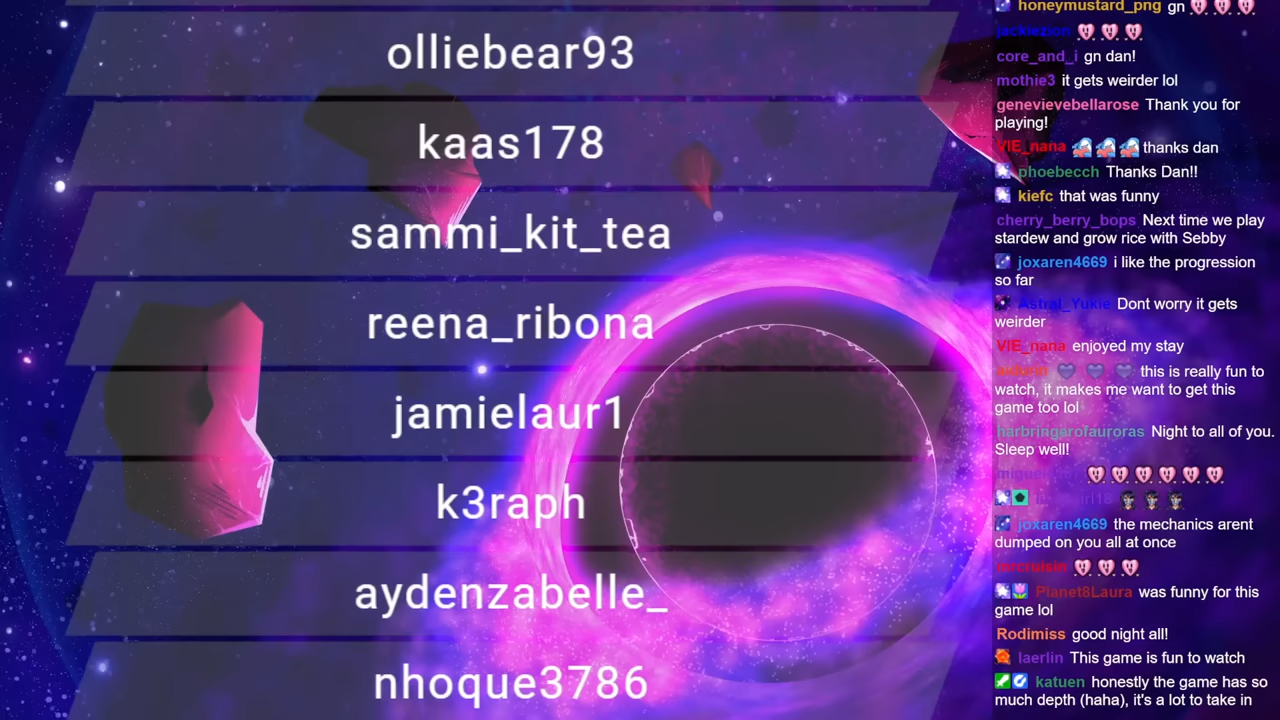 olliebear93
kaas178
sammi_kit_tea
reena_ribona
jamielaur1
k3raph
aydenzabelle_
nhoque3786
honeymustard_png gn
jackiezion
core_and_i gn dan!
mothie3 it gets weirder lol
genevievebellarose Thank you for
playing!
VIE_nana thanks dan
phoebecch Thanks Dan!!
kiefc that was funny
cherry_berry_bops Next time we play
stardew and grow rice with Sebby
joxaren4669 i like the progression
so far
Astral_Yukie Dont worry it gets
weirder
VIE_nana enjoyed my stay
this is really fun to
watch, it makes me want to get this
game too lol
harbringerofauroras Night to all of you.
Sleep well!
joxaren4669 the mechanics arent
dumped on you all at once
mrcruisin
Planet8Laura was funny for this
game lol
Rodimiss good night all!
laerlin This game is fun to watch
katuen honestly the game has so
much depth (haha), it's a lot to take in